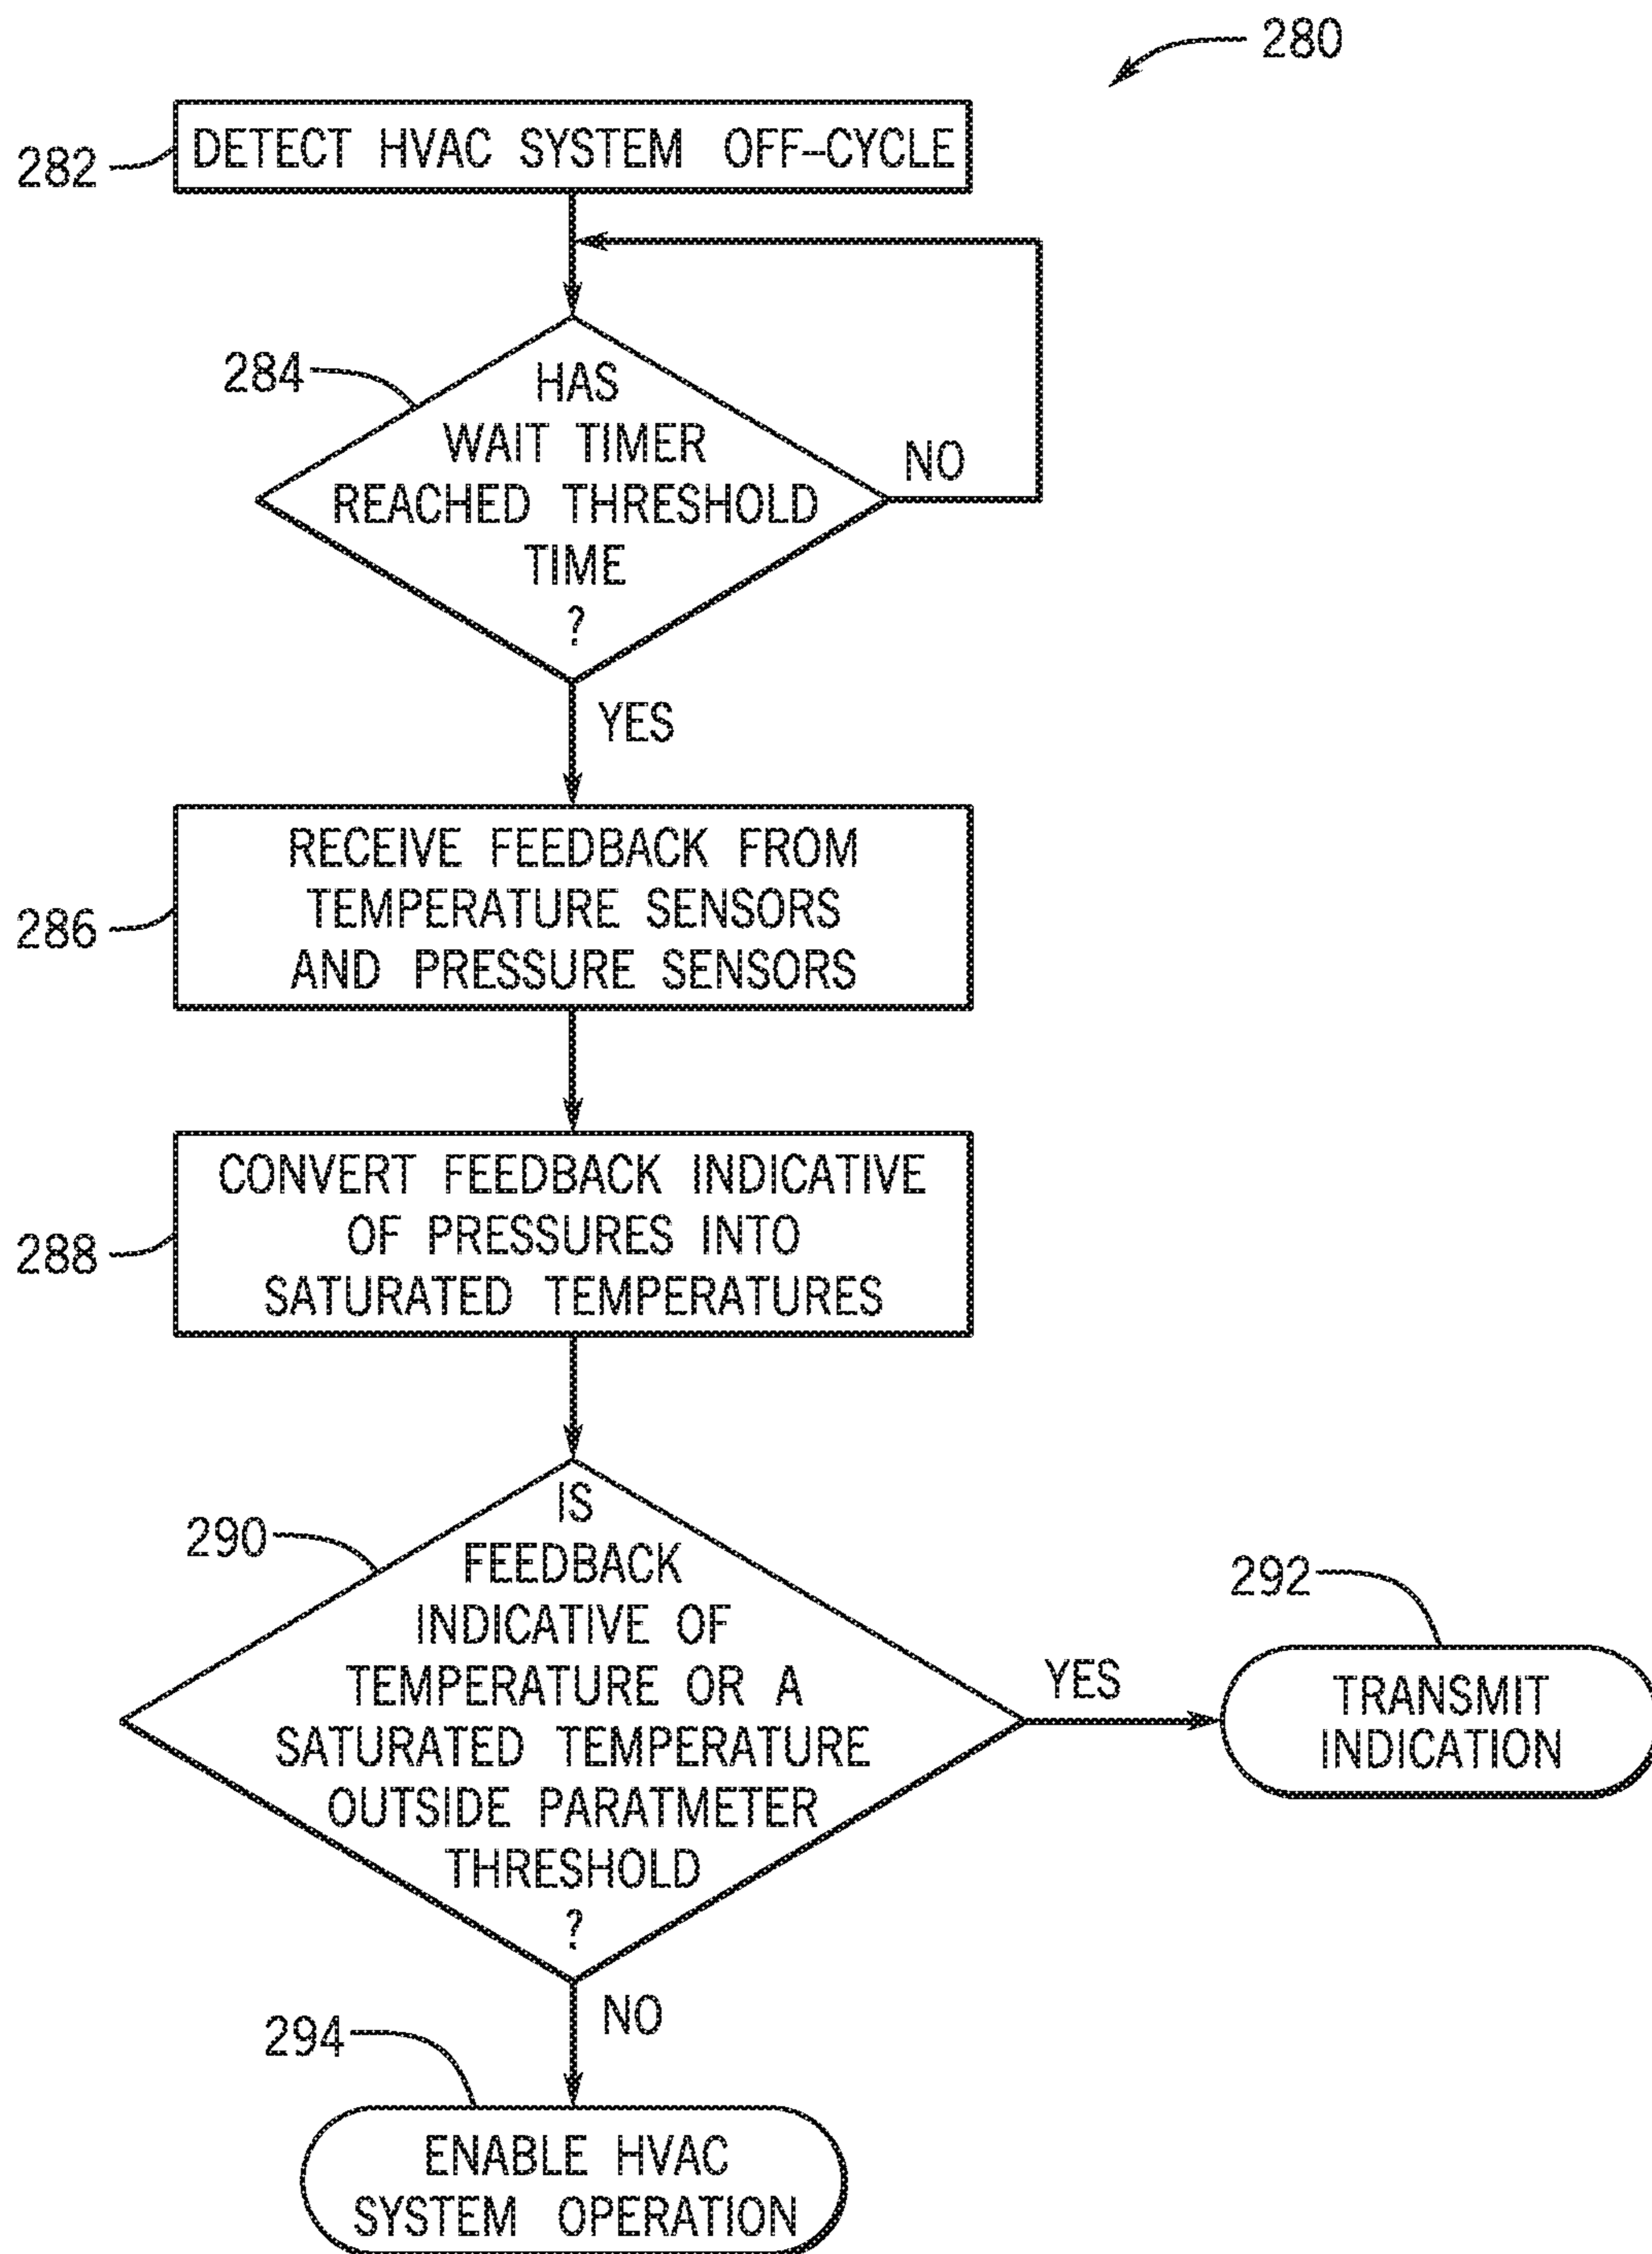 280
282
DETECT HVAC SYSTEM OFF-CYCLE
284
HAS
WAIT TIMER
REACHED THRESHOLD
TIME
?
NO
YES
286
RECEIVE FEEDBACK FROM
TEMPERATURE SENSORS
AND PRESSURE SENSORS
288
CONVERT FEEDBACK INDICATIVE
OF PRESSURES INTO
SATURATED TEMPERATURES
290
IS
FEEDBACK
INDICATIVE OF
TEMPERATURE OR A
SATURATED TEMPERATURE
OUTSIDE PARATMETER
THRESHOLD
?
YES
292
TRANSMIT
INDICATION
NO
294
ENABLE HVAC
SYSTEM OPERATION